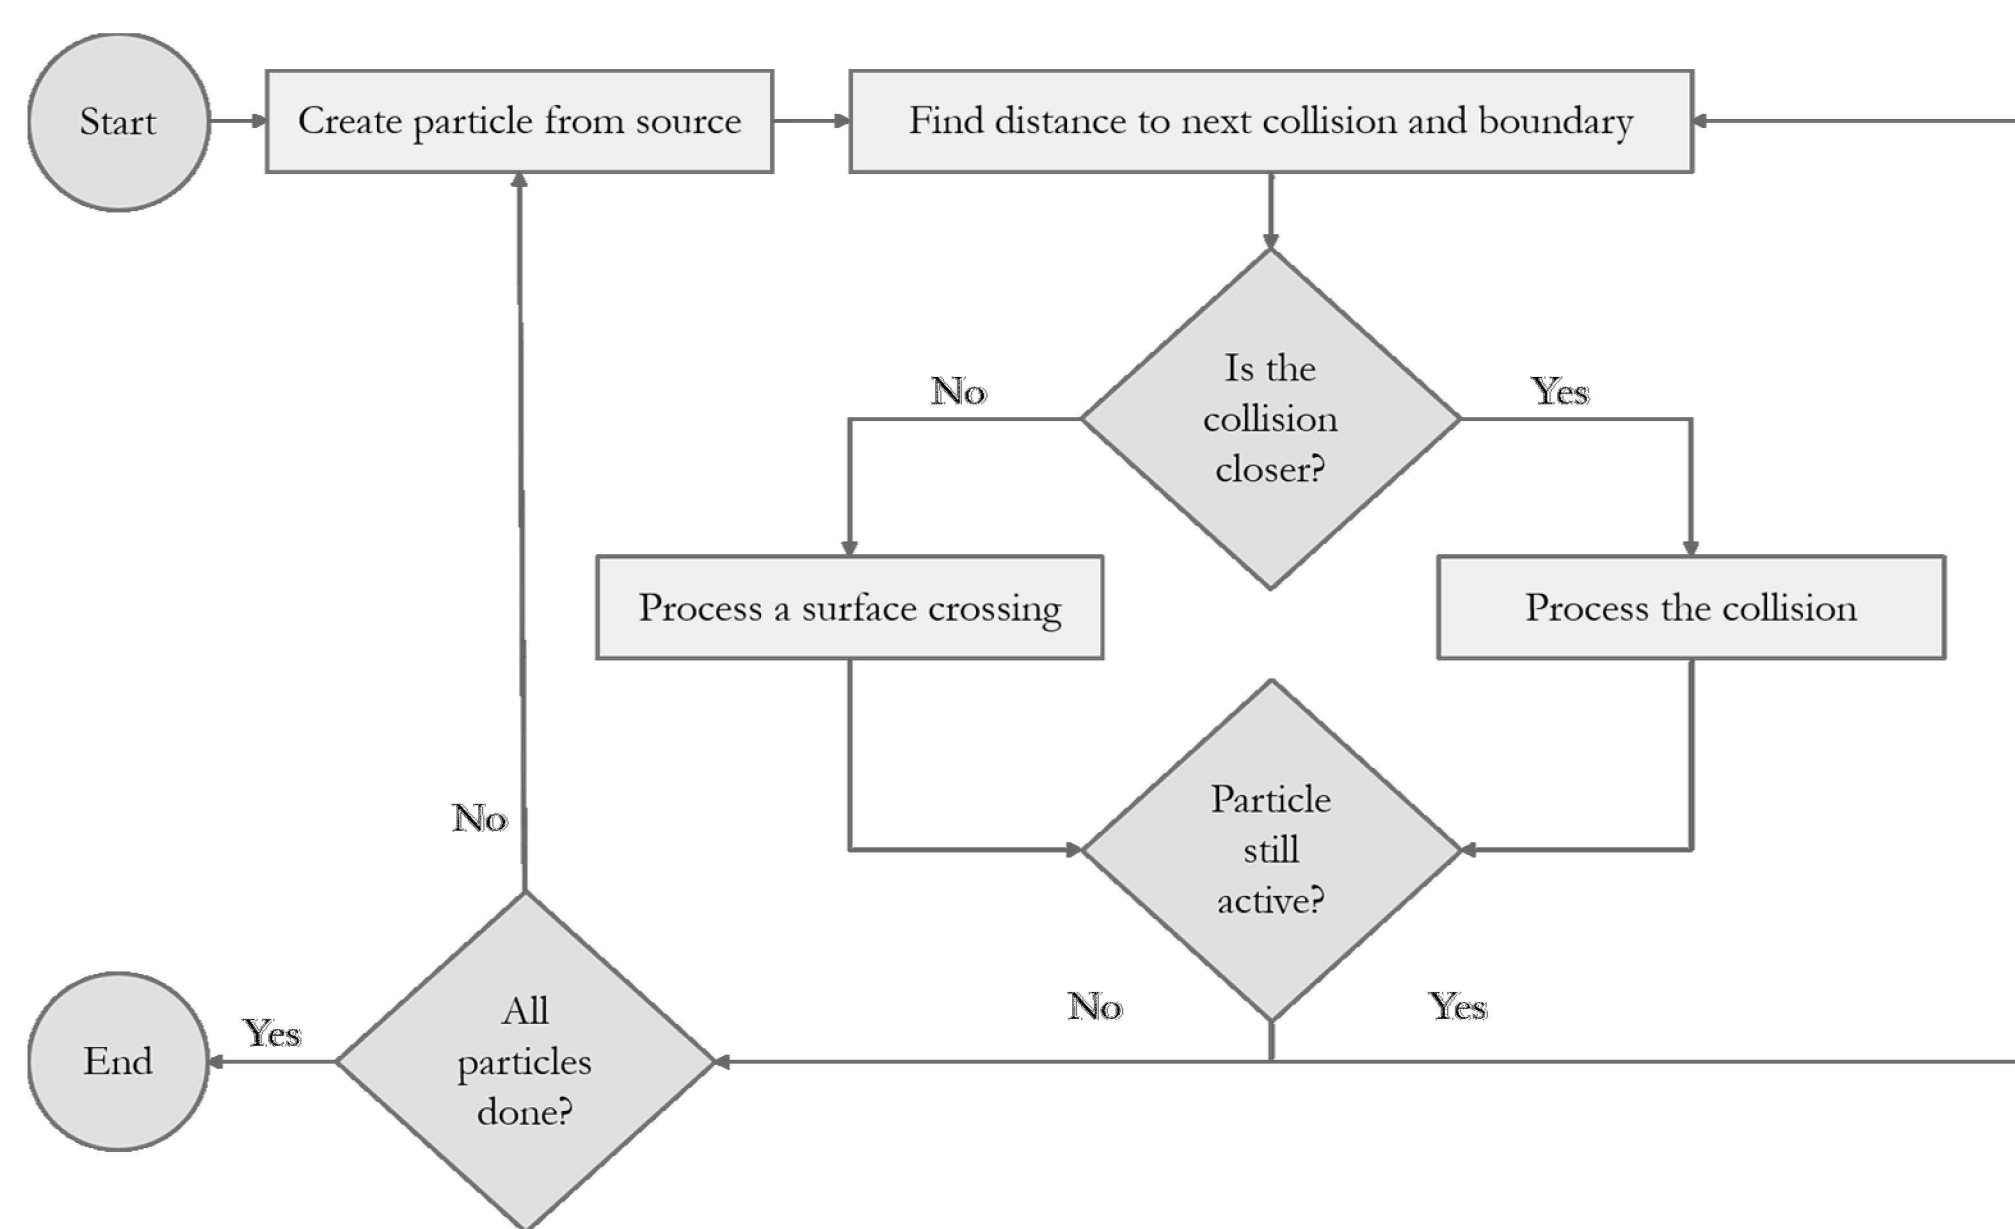 Start
Create particle from source
Find distance to next collision and boundary
Is the
collision
closer?
No
Yes
Process a surface crossing
Process the collision
Particle
still
active?
No
Yes
No
All
particles
done?
Yes
End